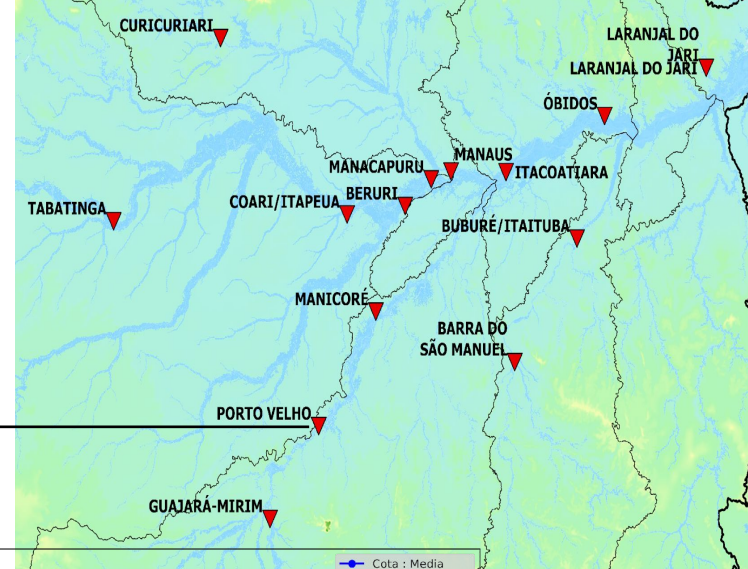 CURICURIARI
LARANJAL DO
JARI
LARANJAL DO JARI
ÓBIDOS
MANAUS
MANACAPURU
ITACOATIARA
BERURI
COARI/ITAPEUA
TABATINGA
BUBURÉ/ITAITUBA
MANICORÉ
BARRA DO
SÃO MANUEL
PORTO VELHO
GUAJARÁ-MIRIM
Cota : Media